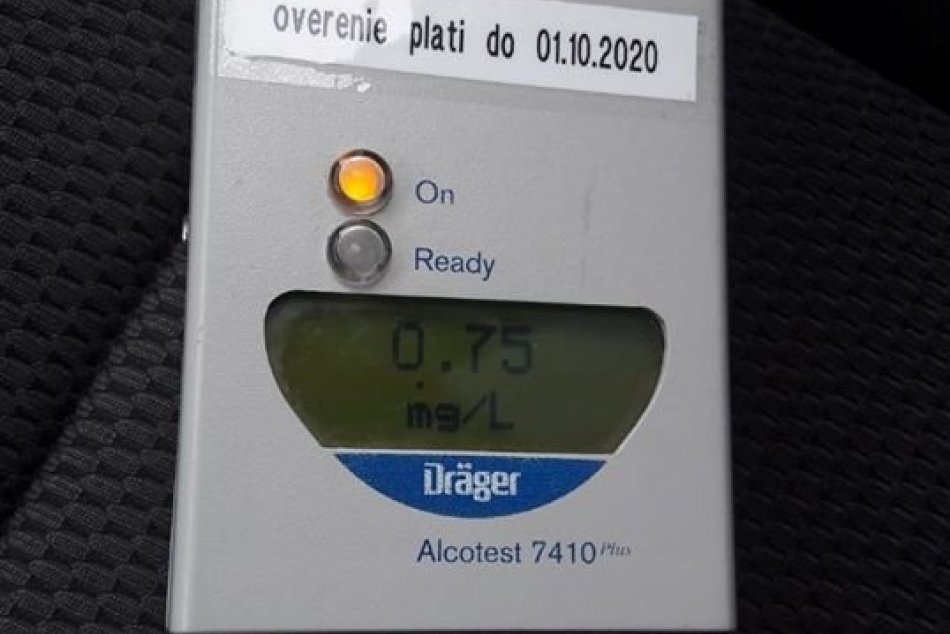 overenie plati do 01.10.2020
On
Ready
0.75
mg/L
Dräger
Alcotest 7410 Plus